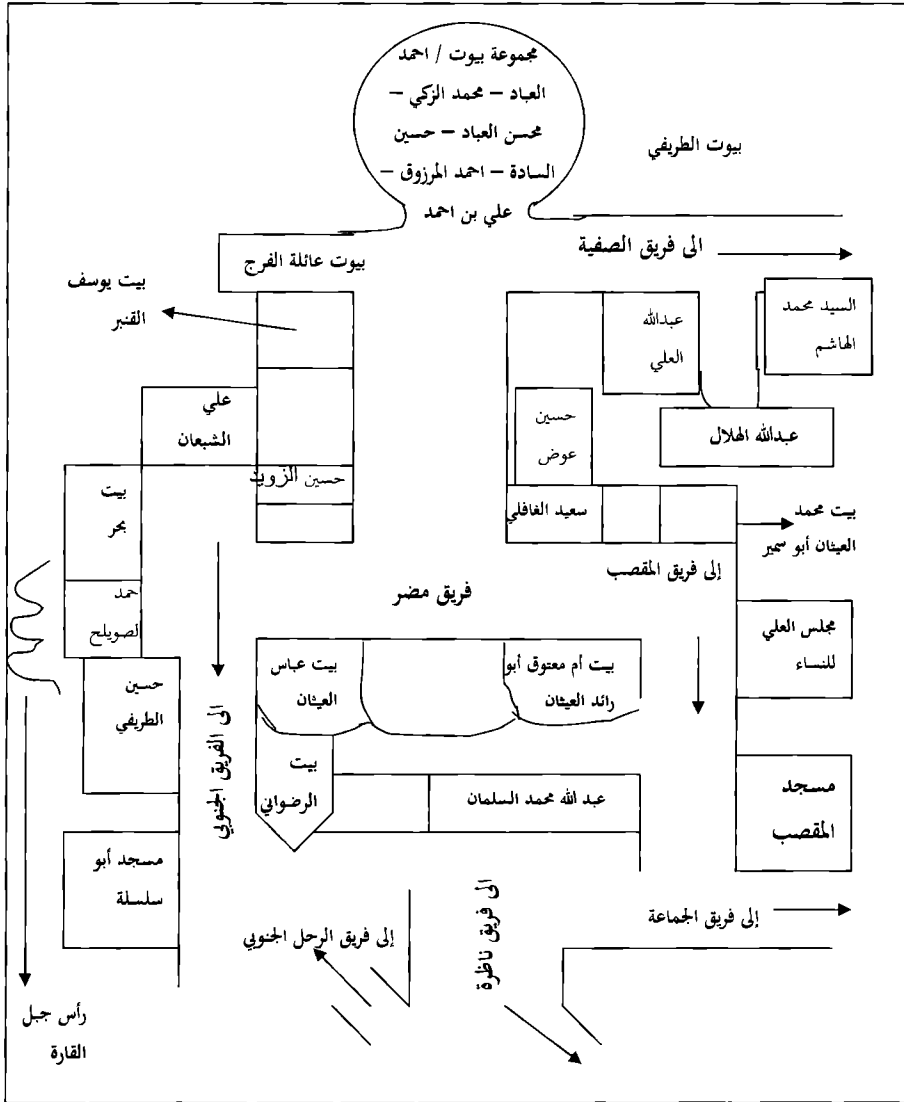 مجموعة بيوت / احمد
العباد – محمد الزكي –
محسن العباد – حسين
السادة – احمد المرزوق –
علي بن احمد
بيوت الطريفي
الى فريق الصفية
بيوت عائلة الفرج
بيت يوسف
القنبر
السيد محمد
الهاشم
عبدالله
العلي
علي
الشبعان
حسين
عوض
عبدالله الهلال
حسين الزويد
بيت
بحر
سعيد الغافلي
بيت محمد
العيثان أبو سمير
إلى فريق المقصب
فريق مضر
حمد
لصويلح
مجلس العلي
للنساء
بيت أم معتوق أبو
رائد العيثان
بيت عباس
العيثان
حسين
الطريفي
الى الفريق الجنوبي
بيت
الرضواني
عبد الله محمد السلمان
مسجد
المقصب
مسجد أبو
سلسلة
الى فريق ناظرة
إلى فريق الجماعة
إلى فريق الرحل الجنوبي
رأس جبل
القارة